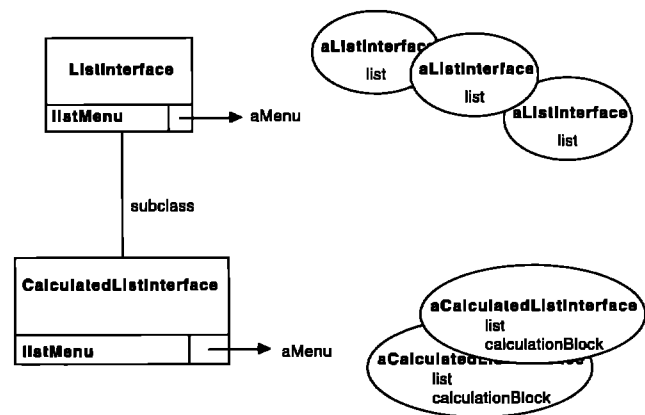 ListInterface
listMenu
aMenu
subclass
CalculatedListInterface
listMenu
aMenu
aListInterface
list
aListInterface
list
aListInterface
list
aCalculatedListInterface
list
calculationBlock
list
calculationBlock